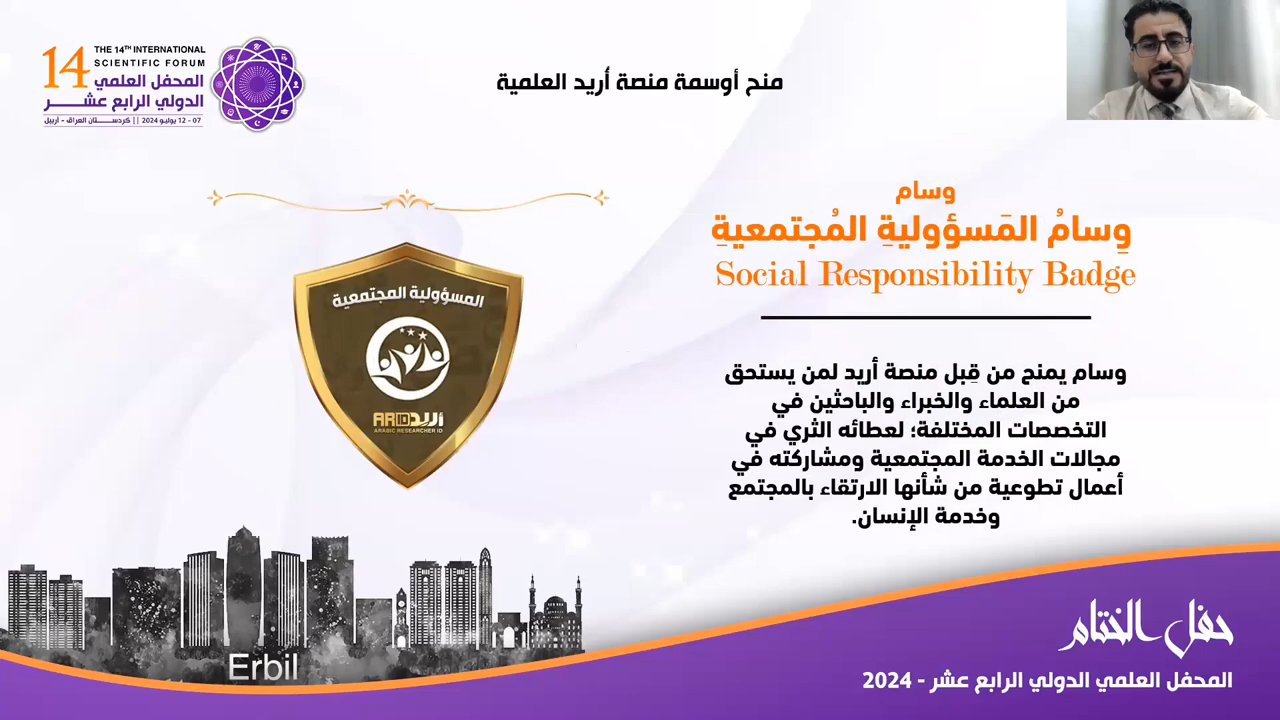 14
THE 14TH INTERNATIONAL
SCIENTIFIC FORUM
المحفل العلمي
الدولي الرابع عشـــــر
07 - 12 يوليو 2024 || كردســـتان العراق - أربيل
منح أوسمة منصة أريد العلمية
وسام
وِسامُ المَسؤوليةِ المُجتمعيةِ
Social Responsibility Badge
المسؤولية المجتمعية
ARID أريد
ARABIC RESEARCHER ID
وسام يمنح من قِبل منصة أريد لمن يستحق
من العلماء والخبراء والباحثين في
التخصصات المختلفة؛ لعطائه الثري في
مجالات الخدمة المجتمعية ومشاركته في
أعمال تطوعية من شأنها الارتقاء بالمجتمع
وخدمة الإنسان.
Erbil
حفل الختام
المحفل العلمي الدولي الرابع عشر - 2024